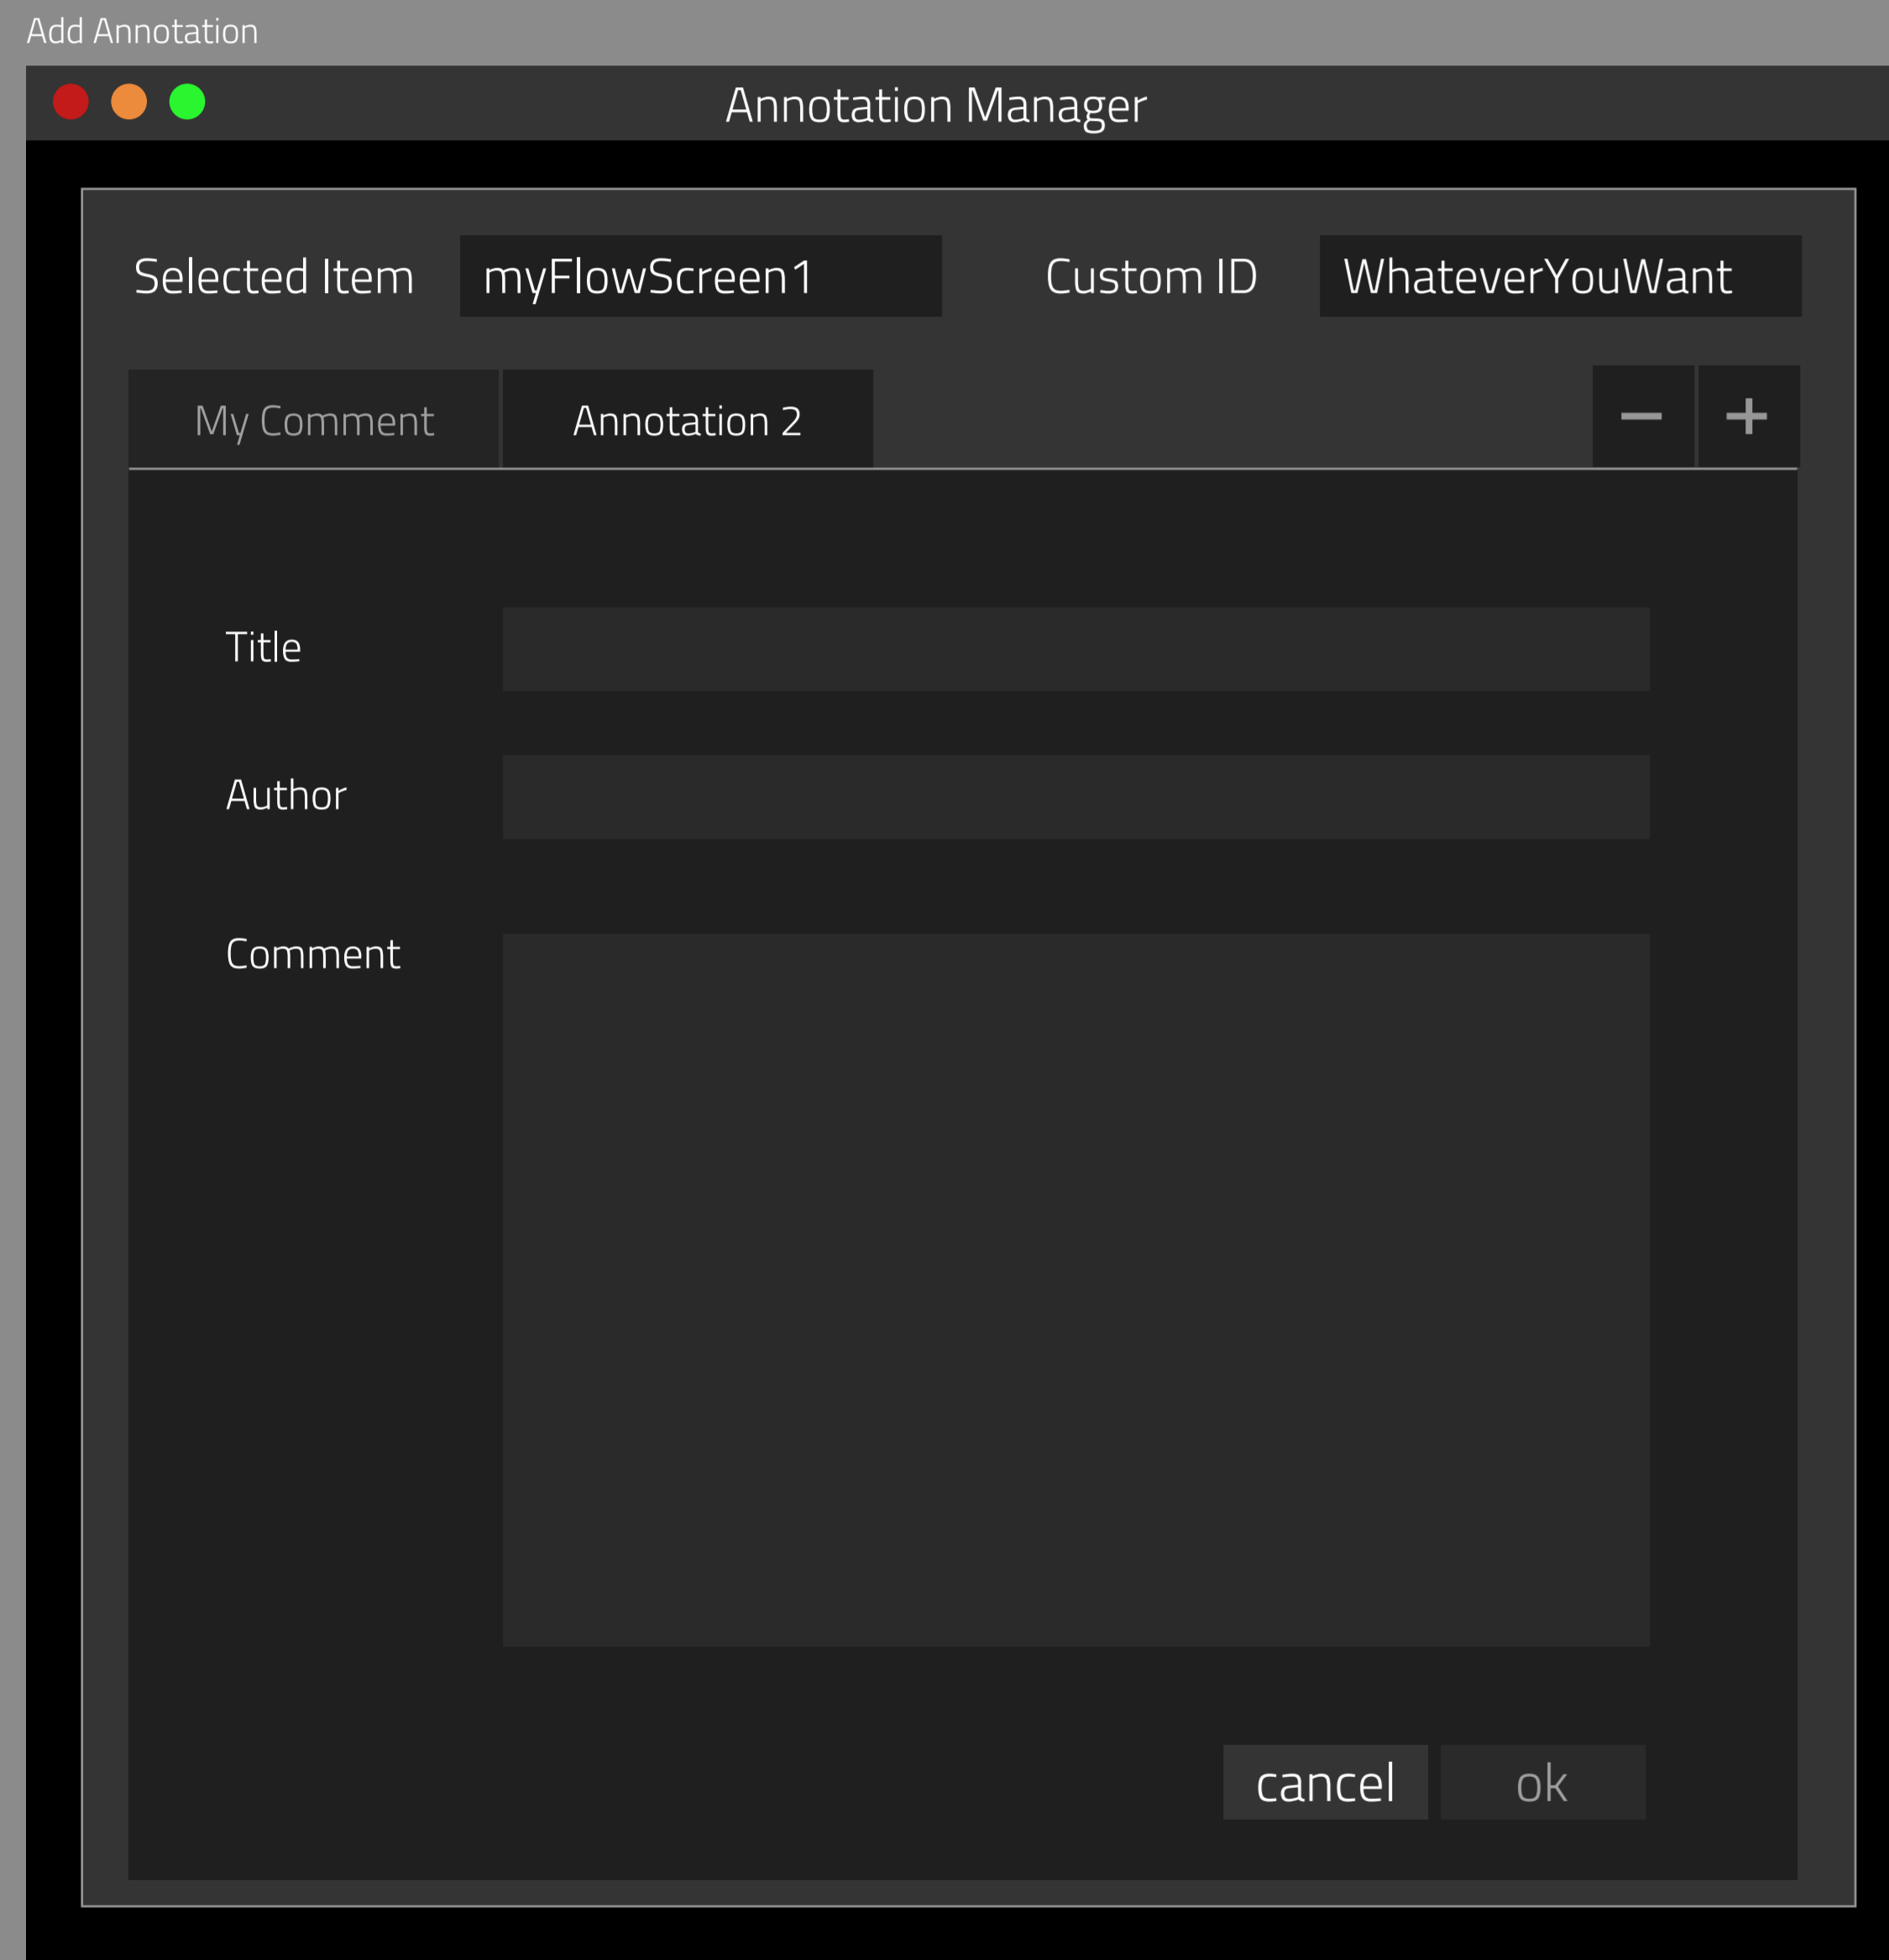 Add Annotation
Annotation Manager
Selected Item myFlowScreen1 Custom ID WhateverYouWant
My Comment Annotation 2 − +
Title
Author
Comment
cancel ok